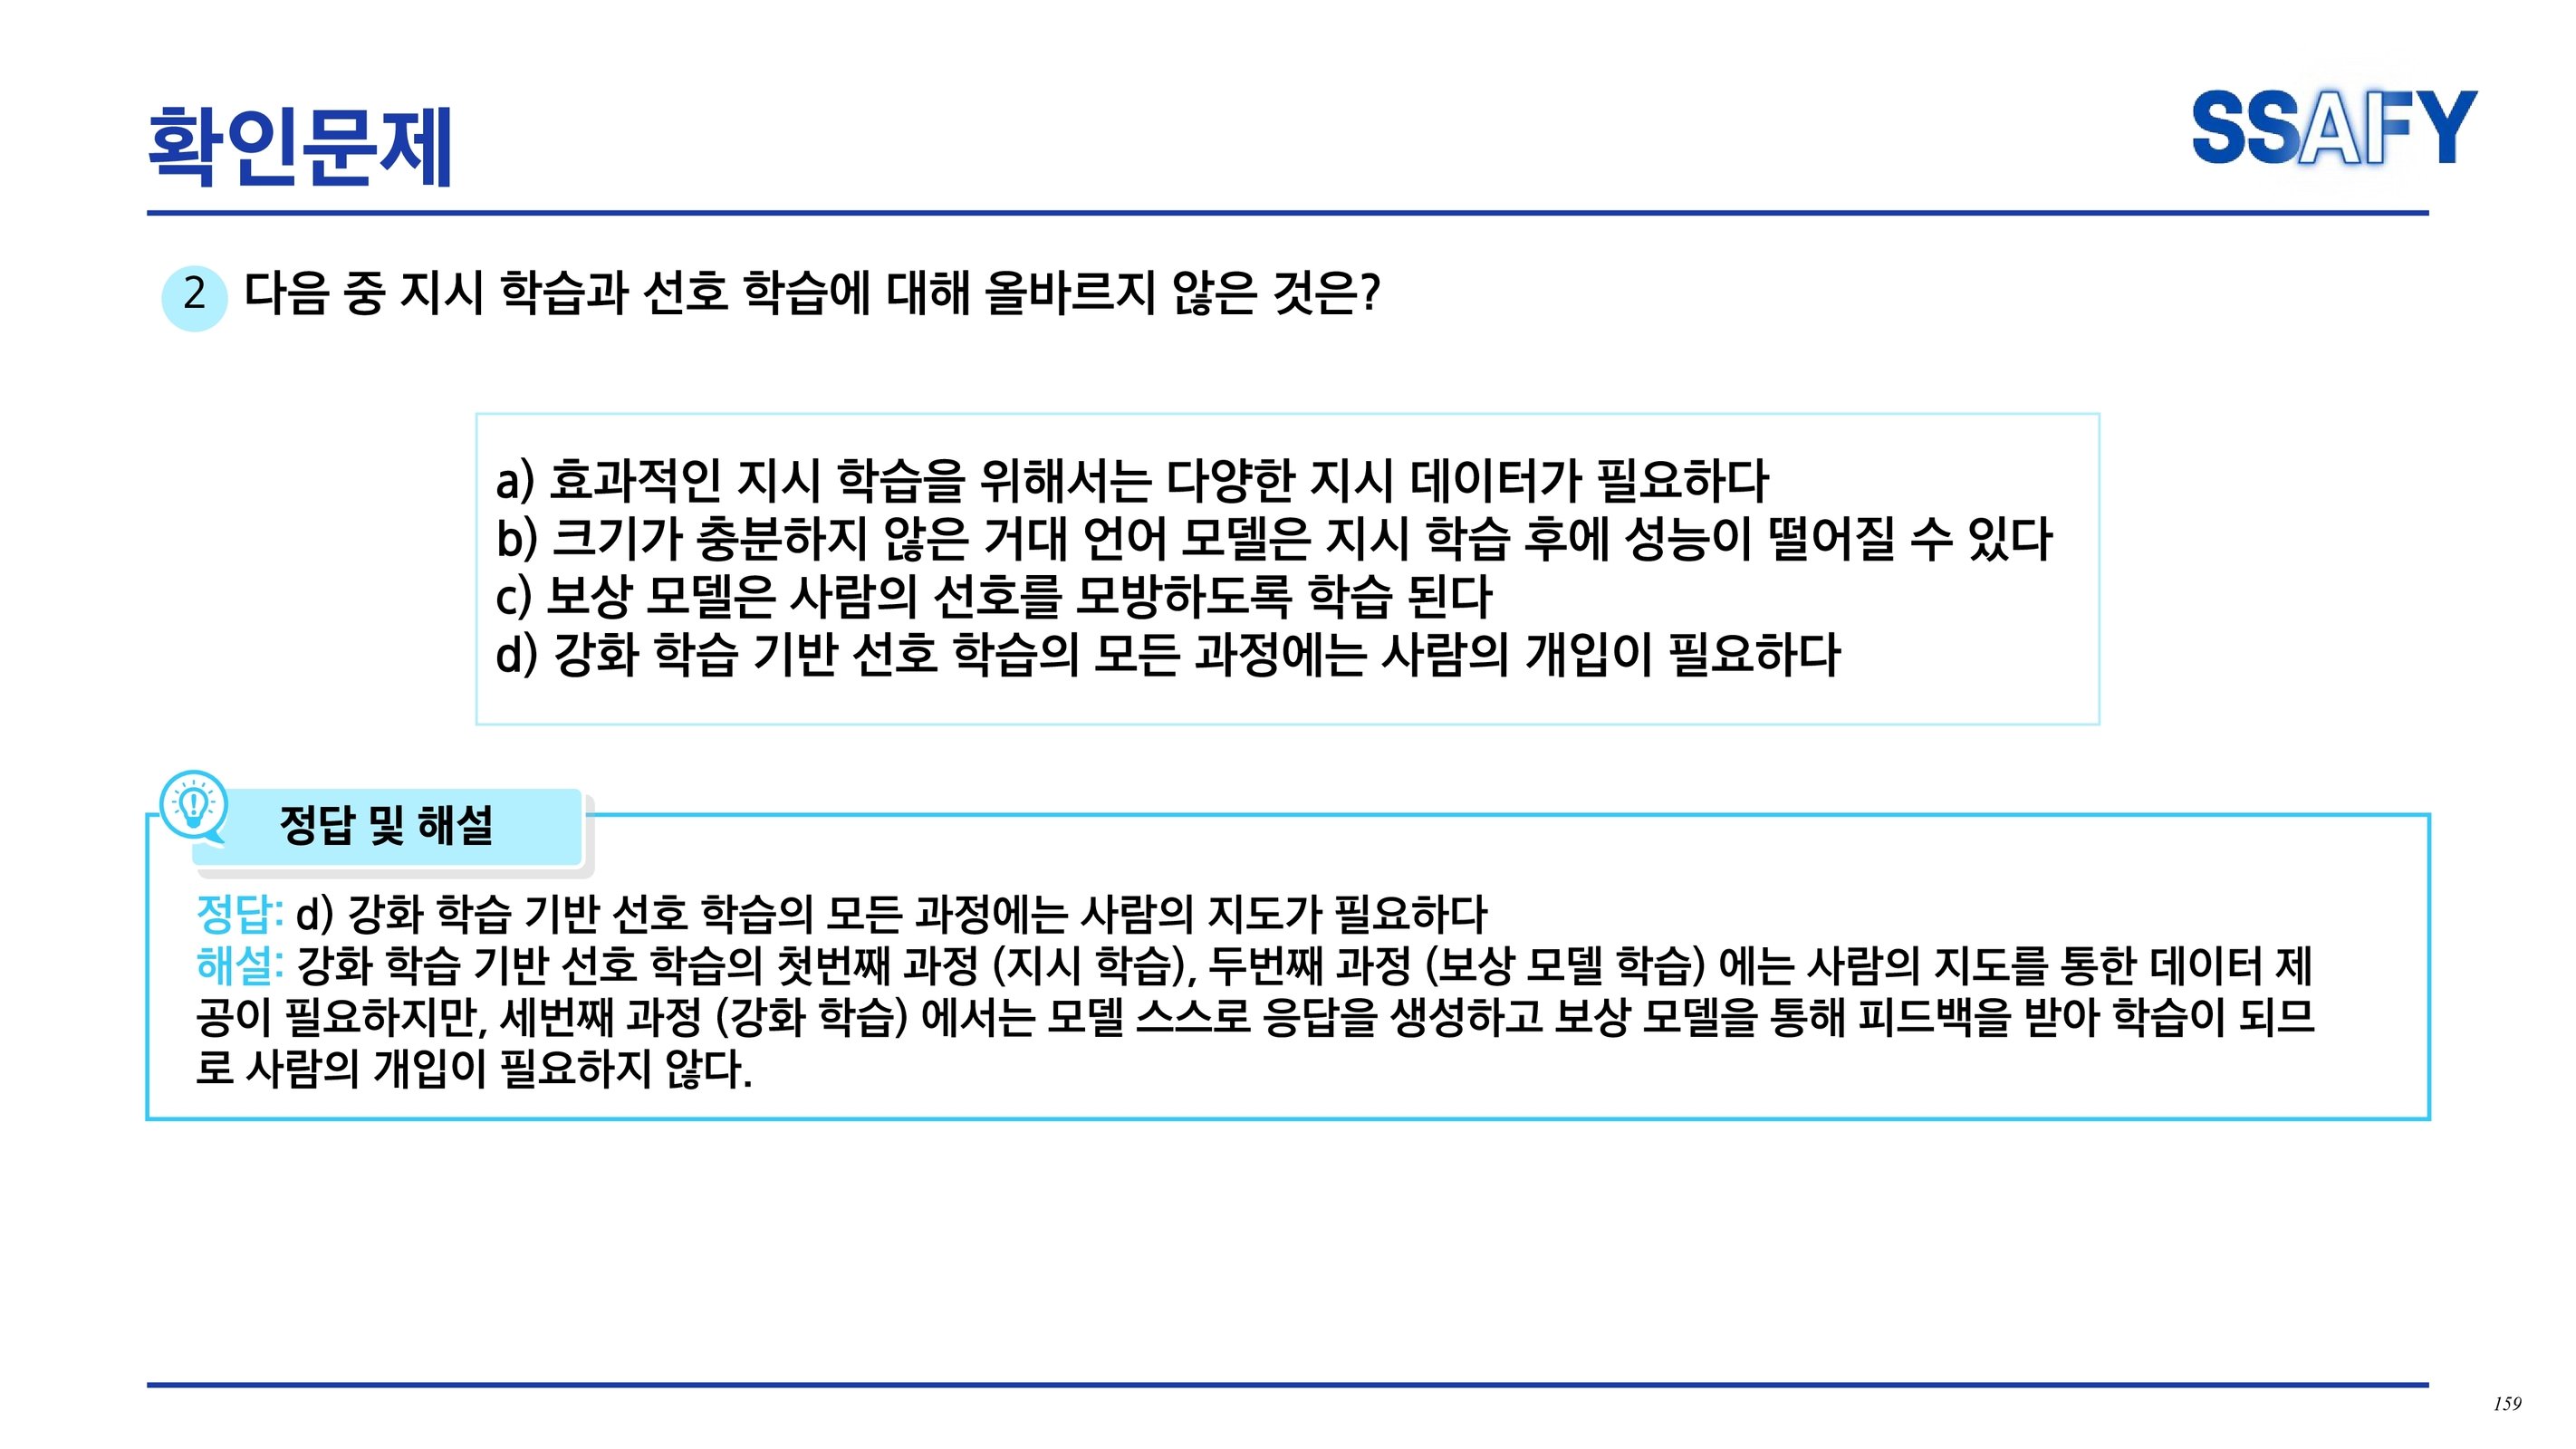 확인문제
SSAFY
2 다음 중 지시 학습과 선호 학습에 대해 올바르지 않은 것은?
a) 효과적인 지시 학습을 위해서는 다양한 지시 데이터가 필요하다
b) 크기가 충분하지 않은 거대 언어 모델은 지시 학습 후에 성능이 떨어질 수 있다
c) 보상 모델은 사람의 선호를 모방하도록 학습 된다
d) 강화 학습 기반 선호 학습의 모든 과정에는 사람의 개입이 필요하다
정답 및 해설
정답: d) 강화 학습 기반 선호 학습의 모든 과정에는 사람의 지도가 필요하다
해설: 강화 학습 기반 선호 학습의 첫번째 과정 (지시 학습), 두번째 과정 (보상 모델 학습) 에는 사람의 지도를 통한 데이터 제
공이 필요하지만, 세번째 과정 (강화 학습) 에서는 모델 스스로 응답을 생성하고 보상 모델을 통해 피드백을 받아 학습이 되므
로 사람의 개입이 필요하지 않다.
159